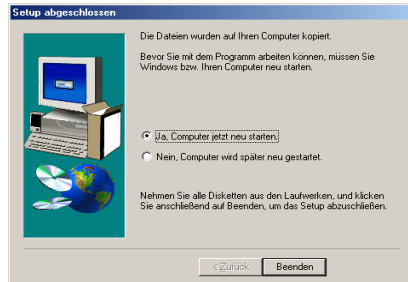 Setup abgeschlossen
Die Dateien wurden auf Ihren Computer kopiert.
Bevor Sie mit dem Programm arbeiten können, müssen Sie
Windows bzw. Ihren Computer neu starten.
Ja, Computer jetzt neu starten.
Nein, Computer wird später neu gestartet.
Nehmen Sie alle Disketten aus den Laufwerken, und klicken
Sie anschließend auf Beenden, um das Setup abzuschließen.
< Zurück
Beenden